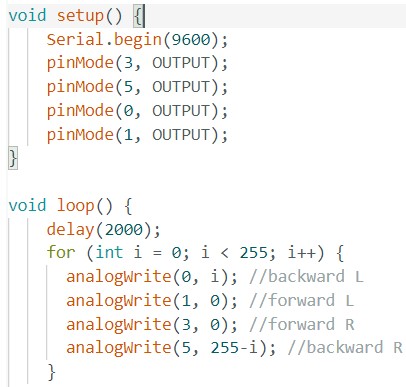 void setup() {
Serial.begin(9600);
pinMode(3, OUTPUT);
pinMode(5, OUTPUT);
pinMode(0, OUTPUT);
pinMode(1, OUTPUT);
}
void loop() {
delay(2000);
for (int i = 0; i < 255; i++) {
analogWrite(0, i); //backward L
analogWrite(1, 0); //forward L
analogWrite(3, 0); //forward R
analogWrite(5, 255-i); //backward R
}